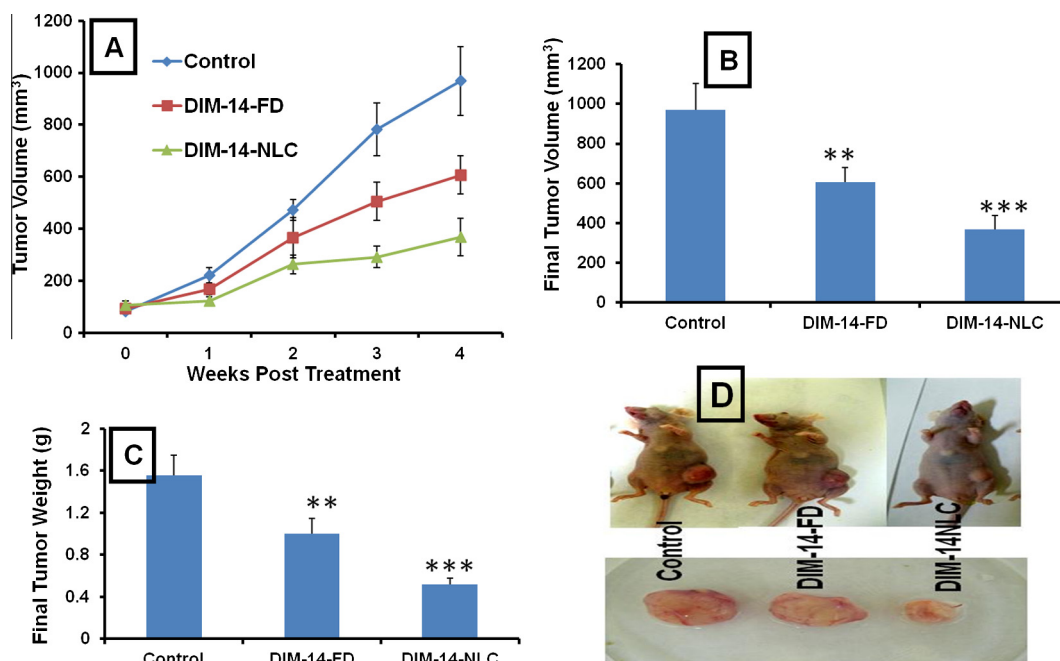 A
Tumor Volume (mm³)
1200
1000
800
600
400
200
0
Control
DIM-14-FD
DIM-14-NLC
0 1 2 3 4
Weeks Post Treatment
B
Final Tumor Volume (mm³)
1200
1000
800
600
400
200
0
**
***
Control DIM-14-FD DIM-14-NLC
C
Final Tumor Weight (g)
2
1.6
1.2
0.8
0.4
0
**
***
Control DIM-14-FD DIM-14-NLC
D
Control
DIM-14-FD
DIM-14NLC